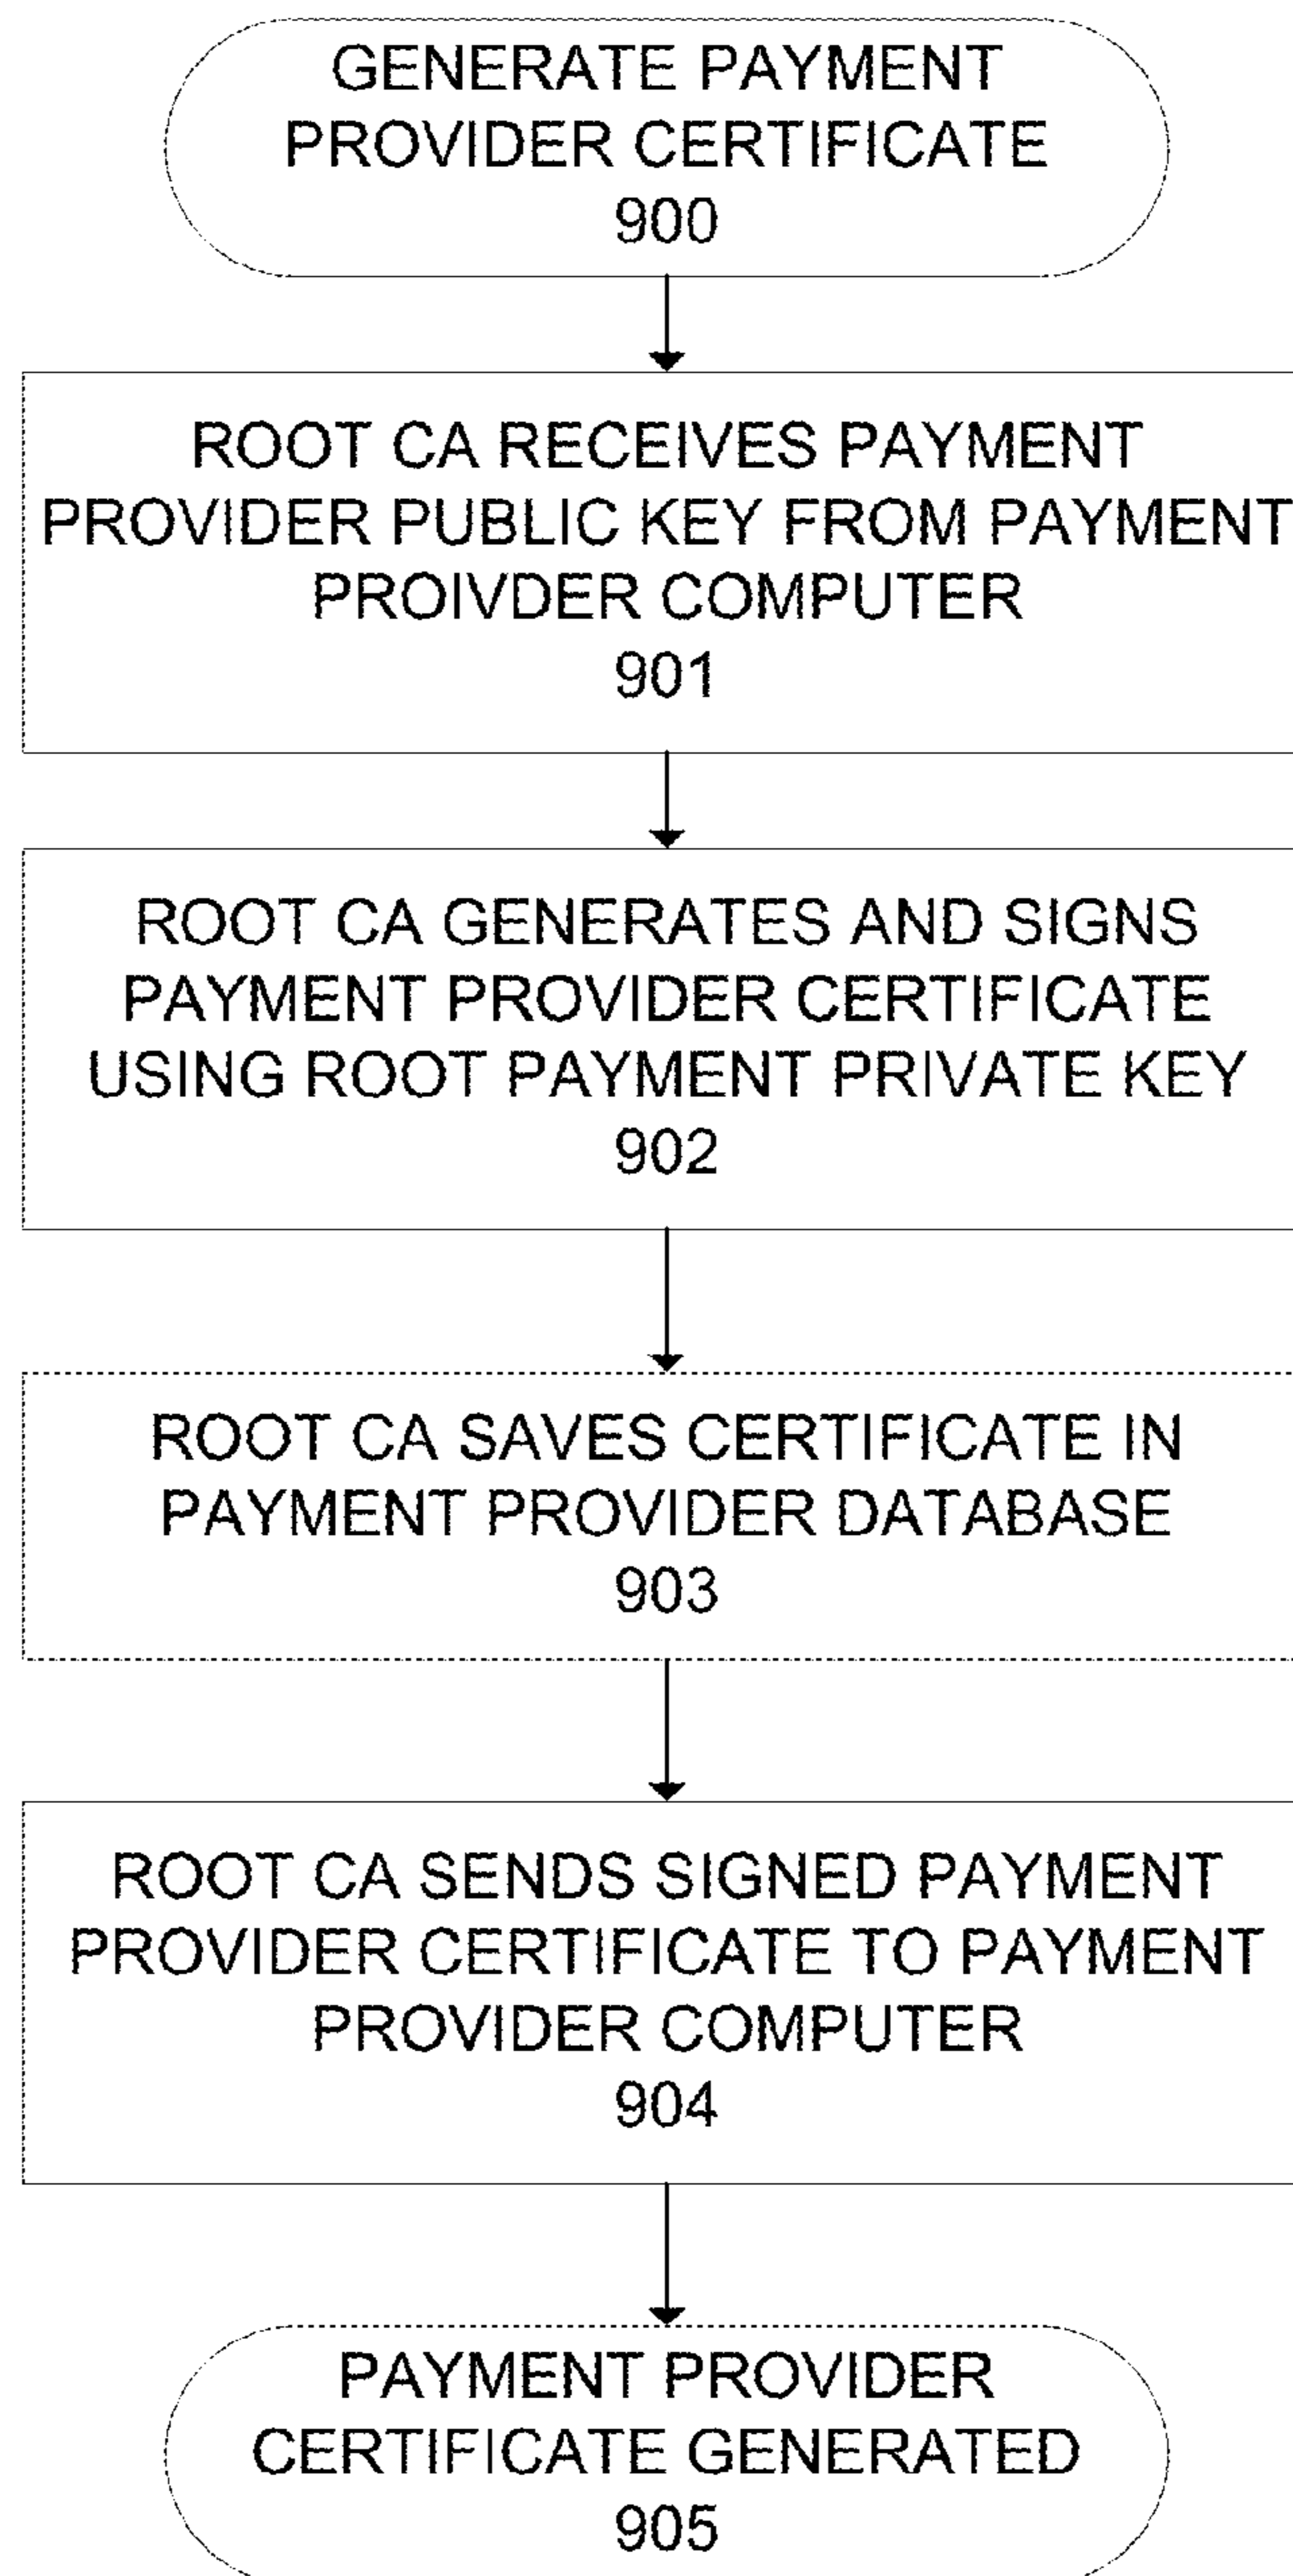 GENERATE PAYMENT
PROVIDER CERTIFICATE
900
ROOT CA RECEIVES PAYMENT
PROVIDER PUBLIC KEY FROM PAYMENT
PROIVDER COMPUTER
901
ROOT CA GENERATES AND SIGNS
PAYMENT PROVIDER CERTIFICATE
USING ROOT PAYMENT PRIVATE KEY
902
ROOT CA SAVES CERTIFICATE IN
PAYMENT PROVIDER DATABASE
903
ROOT CA SENDS SIGNED PAYMENT
PROVIDER CERTIFICATE TO PAYMENT
PROVIDER COMPUTER
904
PAYMENT PROVIDER
CERTIFICATE GENERATED
905